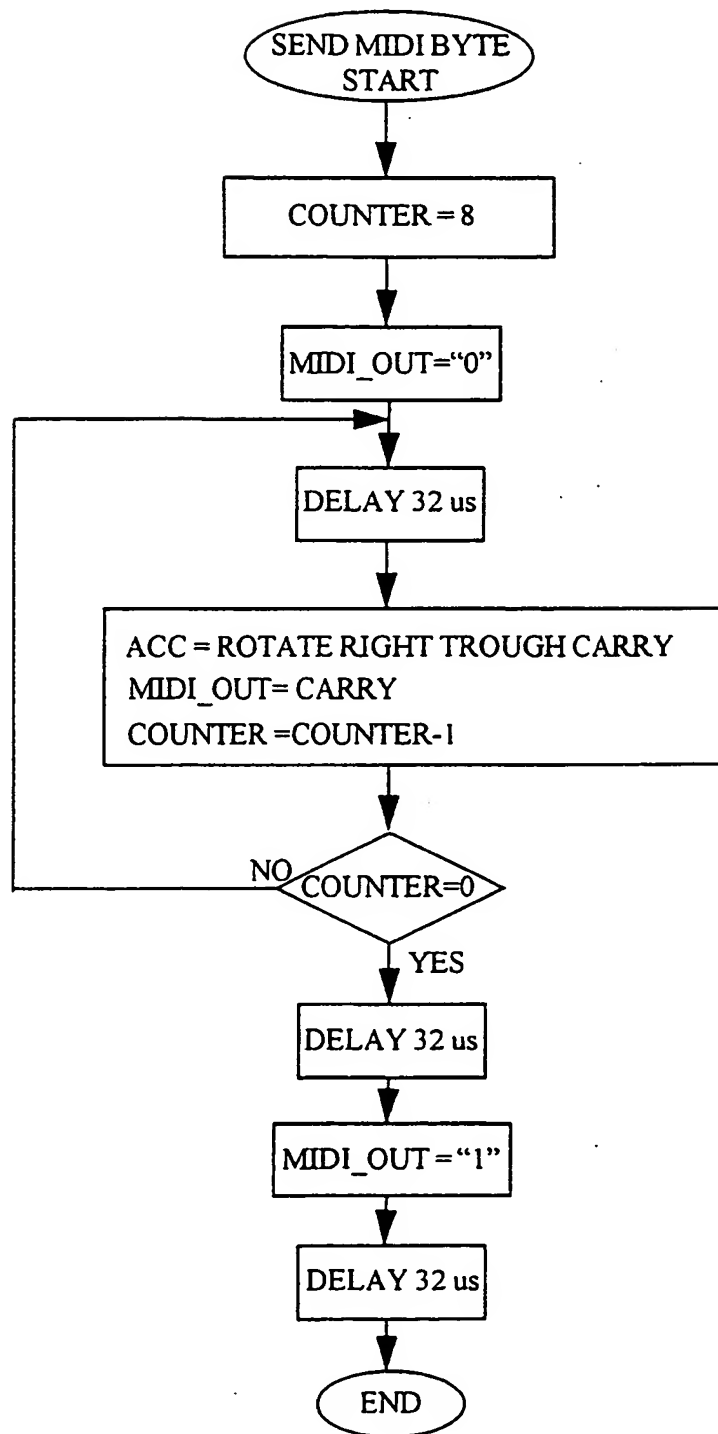 SEND MIDI BYTE
START
COUNTER = 8
MIDI_OUT="0"
DELAY 32 us
ACC = ROTATE RIGHT TROUGH CARRY
MIDI_OUT= CARRY
COUNTER =COUNTER-1
NO
COUNTER=0
YES
DELAY 32 us
MIDI_OUT = "1"
DELAY 32 us
END